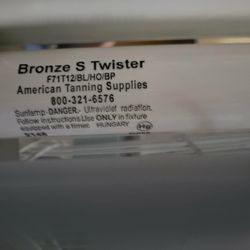 Bronze S Twister
F71T12/BL/HO/BP
American Tanning Supplies
800-321-6576
Sunlamp-DANGER- Ultraviolet radiation.
Follow instructions.Use ONLY in fixture
equipped with a timer. HUNGARY Hg